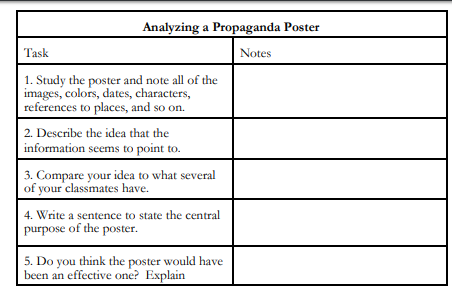 Analyzing a Propaganda Poster
Task
Notes
1. Study the poster and note all of the
images, colors, dates, characters,
references to places, and so on.
2. Describe the idea that the
information seems to point to.
3. Compare your idea to what several
of your classmates have.
4. Write a sentence to state the central
purpose of the poster.
5. Do you think the poster would have
been an effective one?  Explain